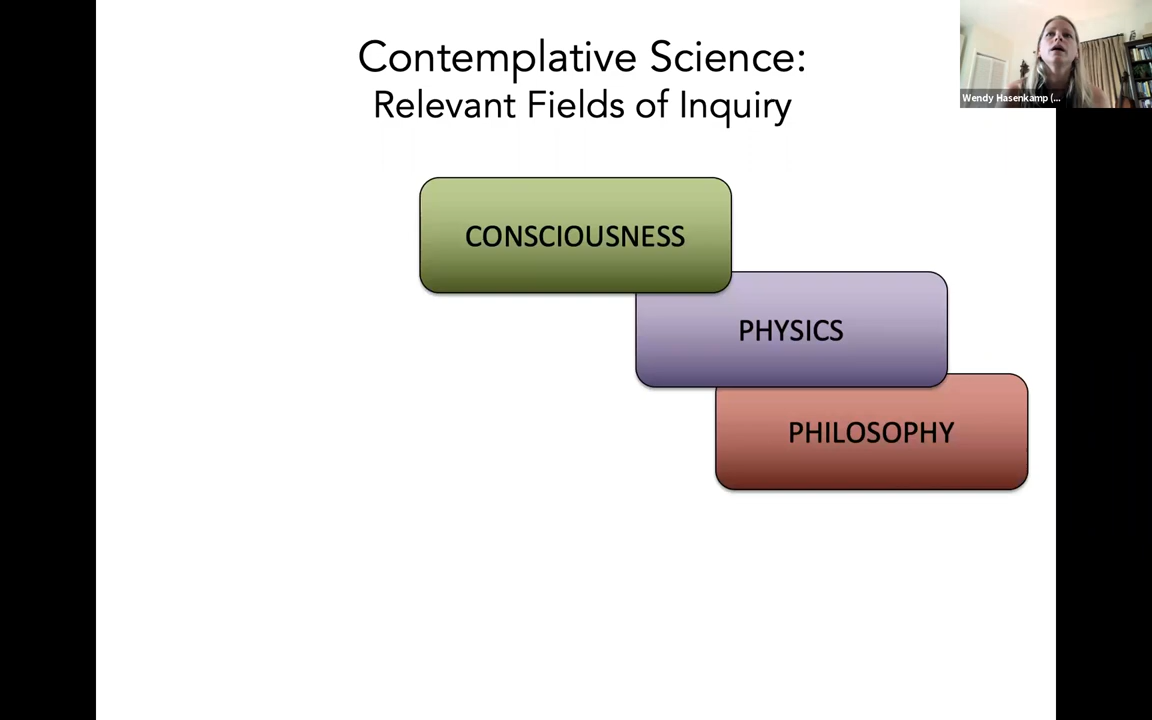 Contemplative Science:
Relevant Fields of Inquiry
Wendy Hasenkamp (...
CONSCIOUSNESS
PHYSICS
PHILOSOPHY